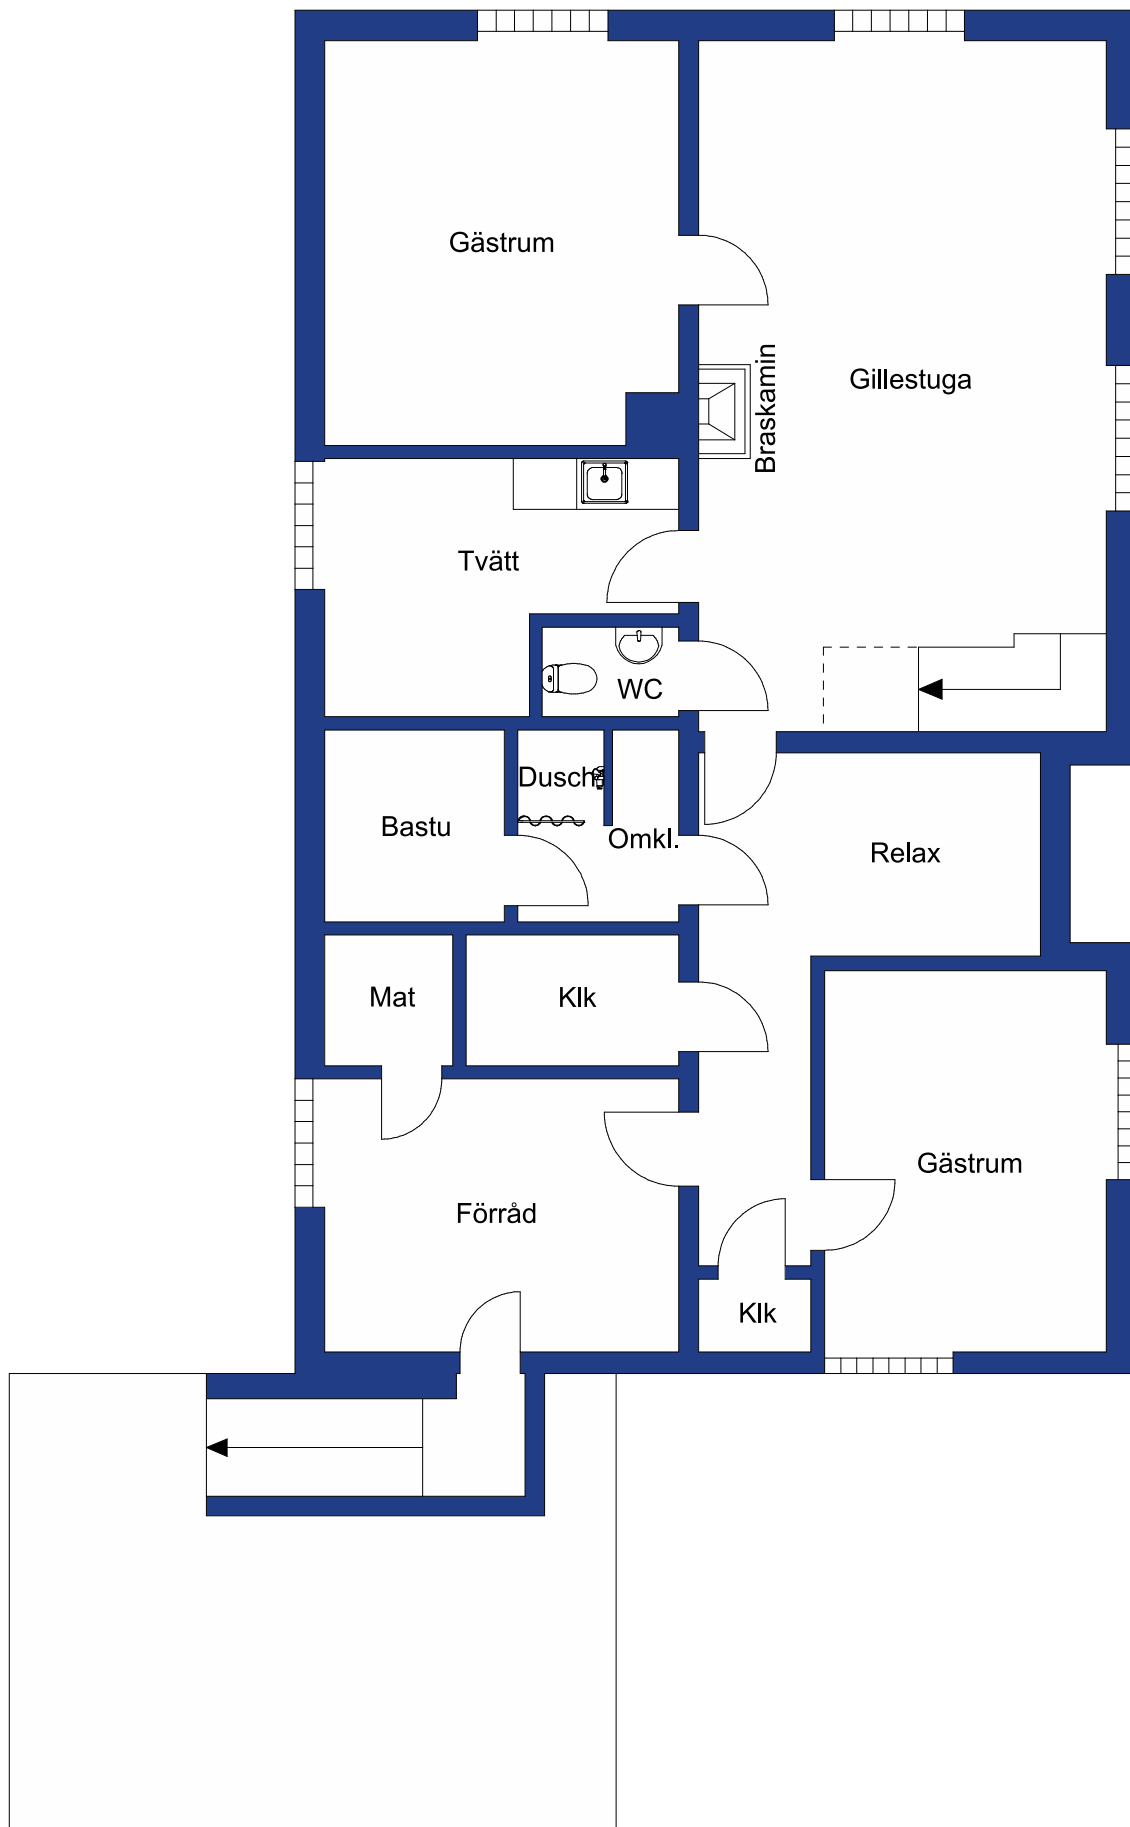 Gästrum
Gillestuga
Braskamin
Tvätt
WC
Dusch
Bastu
Omkl.
Relax
Mat
Klk
Gästrum
Förråd
Klk